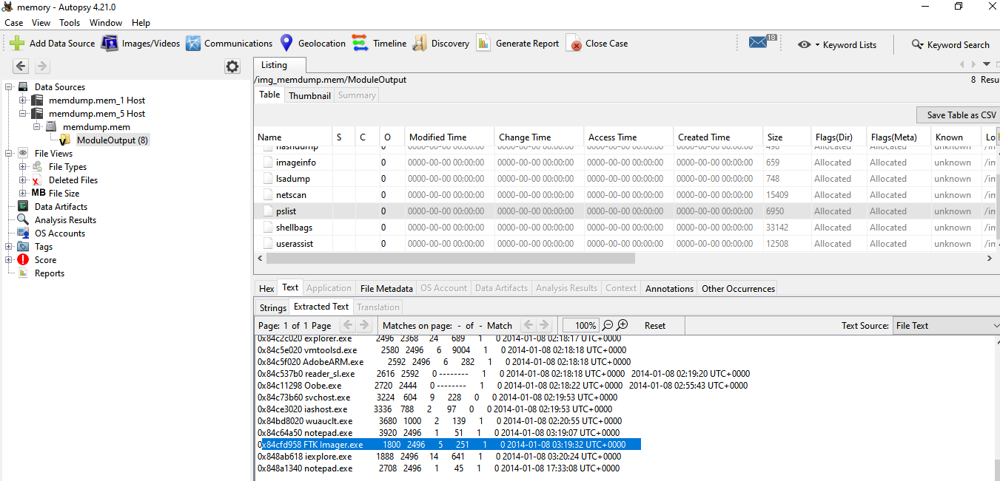 memory - Autopsy 4.21.0
Case View Tools Window Help
Add Data Source Images/Videos Communications Geolocation Timeline Discovery Generate Report Close Case 18 Keyword Lists Keyword Search
Data Sources
memdump.mem_1 Host
memdump.mem_5 Host
memdump.mem
ModuleOutput (8)
File Views
File Types
Deleted Files
MB File Size
Data Artifacts
Analysis Results
OS Accounts
Tags
Score
Reports
Listing
/img_memdump.mem/ModuleOutput 8 Resu
Table Thumbnail Summary
Save Table as CSV
Name S C O Modified Time Change Time Access Time Created Time Size Flags(Dir) Flags(Meta) Known Lo
hashdump 0 0000-00-00 00:00:00 0000-00-00 00:00:00 0000-00-00 00:00:00 0000-00-00 00:00:00 498 Allocated Allocated unknown /im
imageinfo 0 0000-00-00 00:00:00 0000-00-00 00:00:00 0000-00-00 00:00:00 0000-00-00 00:00:00 659 Allocated Allocated unknown /im
lsadump 0 0000-00-00 00:00:00 0000-00-00 00:00:00 0000-00-00 00:00:00 0000-00-00 00:00:00 748 Allocated Allocated unknown /im
netscan 0 0000-00-00 00:00:00 0000-00-00 00:00:00 0000-00-00 00:00:00 0000-00-00 00:00:00 15409 Allocated Allocated unknown /im
pslist 0 0000-00-00 00:00:00 0000-00-00 00:00:00 0000-00-00 00:00:00 0000-00-00 00:00:00 6950 Allocated Allocated unknown /im
shellbags 0 0000-00-00 00:00:00 0000-00-00 00:00:00 0000-00-00 00:00:00 0000-00-00 00:00:00 33142 Allocated Allocated unknown /im
userassist 0 0000-00-00 00:00:00 0000-00-00 00:00:00 0000-00-00 00:00:00 0000-00-00 00:00:00 12508 Allocated Allocated unknown /im
Hex Text Application File Metadata OS Account Data Artifacts Analysis Results Context Annotations Other Occurrences
Strings Extracted Text Translation
Page: 1 of 1 Page Matches on page: - of - Match 100% Reset Text Source: File Text
0x84c2c020 explorer.exe 2496 2368 24 689 1 0 2014-01-08 02:18:17 UTC+0000
0x84c5e020 vmtoolsd.exe 2580 2496 6 9004 1 0 2014-01-08 02:18:18 UTC+0000
0x84c5f020 AdobeARM.exe 2592 2496 6 282 1 0 2014-01-08 02:18:18 UTC+0000
0x84c537b0 reader_sl.exe 2616 2592 0 -------- 1 0 2014-01-08 02:18:18 UTC+0000 2014-01-08 02:19:20 UTC+0000
0x84c11298 Oobe.exe 2720 2444 0 -------- 1 0 2014-01-08 02:18:22 UTC+0000 2014-01-08 02:55:43 UTC+0000
0x84c73b60 svchost.exe 3224 604 9 228 0 0 2014-01-08 02:19:53 UTC+0000
0x84ce3020 iashost.exe 3336 788 2 97 0 0 2014-01-08 02:19:53 UTC+0000
0x84bd8020 wuauclt.exe 3680 1000 2 139 1 0 2014-01-08 02:20:55 UTC+0000
0x84c64a50 notepad.exe 3920 2496 1 51 1 0 2014-01-08 03:19:07 UTC+0000
0x84cfd958 FTK Imager.exe 1800 2496 5 251 1 0 2014-01-08 03:19:32 UTC+0000
0x848ab618 iexplore.exe 1888 2496 14 641 1 0 2014-01-08 03:20:24 UTC+0000
0x848a1340 notepad.exe 2708 2496 1 45 1 0 2014-01-08 17:33:08 UTC+0000